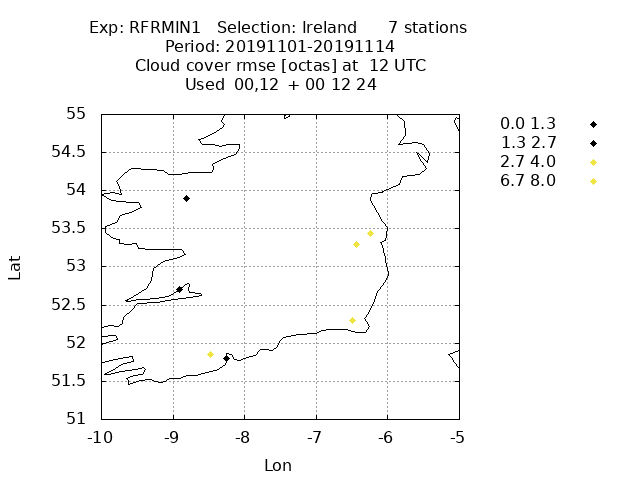 Exp: RFRMIN1   Selection: Ireland      7 stations
Period: 20191101-20191114
Cloud cover rmse [octas] at  12 UTC
Used  00,12  + 00 12 24
55
54.5
54
53.5
53
52.5
52
51.5
51
-10 -9 -8 -7 -6 -5
Lat
Lon
0.0 1.3
1.3 2.7
2.7 4.0
6.7 8.0